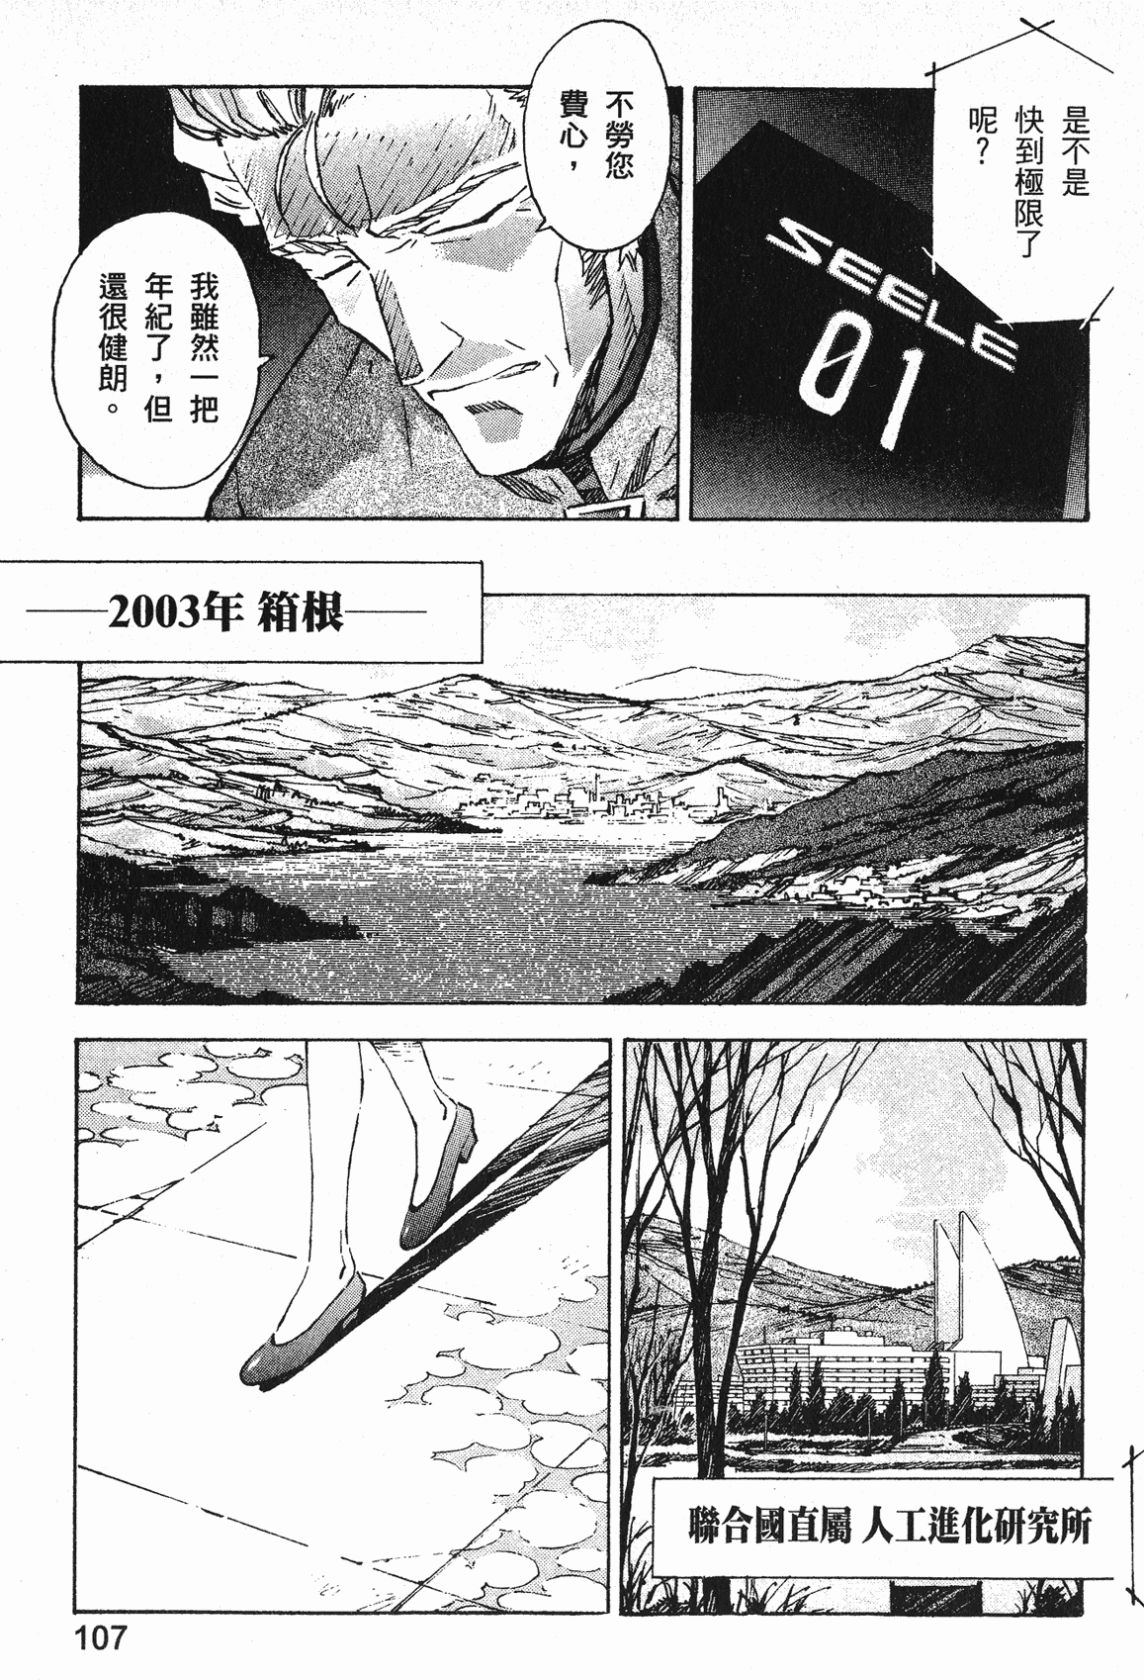 是不是
快到極限了
呢？
SEELE
01
不勞您
費心，
我雖然一把
年紀了，但
還很健朗。
——2003年 箱根——
聯合國直屬 人工進化研究所
107